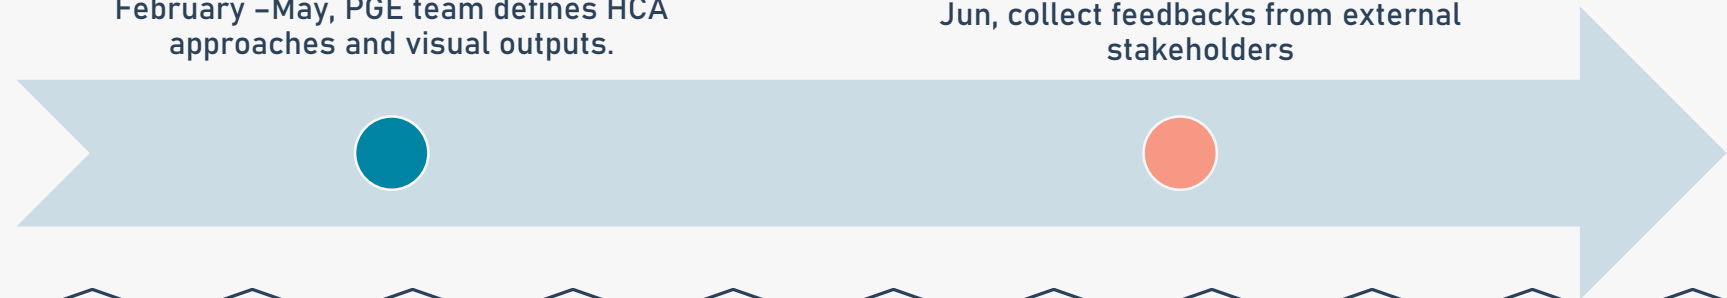 February –May, PGE team defines HCA
approaches and visual outputs.
Jun, collect feedbacks from external
stakeholders